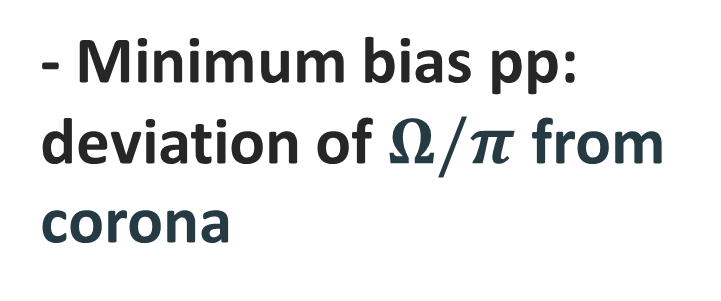 - Minimum bias pp:
deviation of Ω/π from
corona